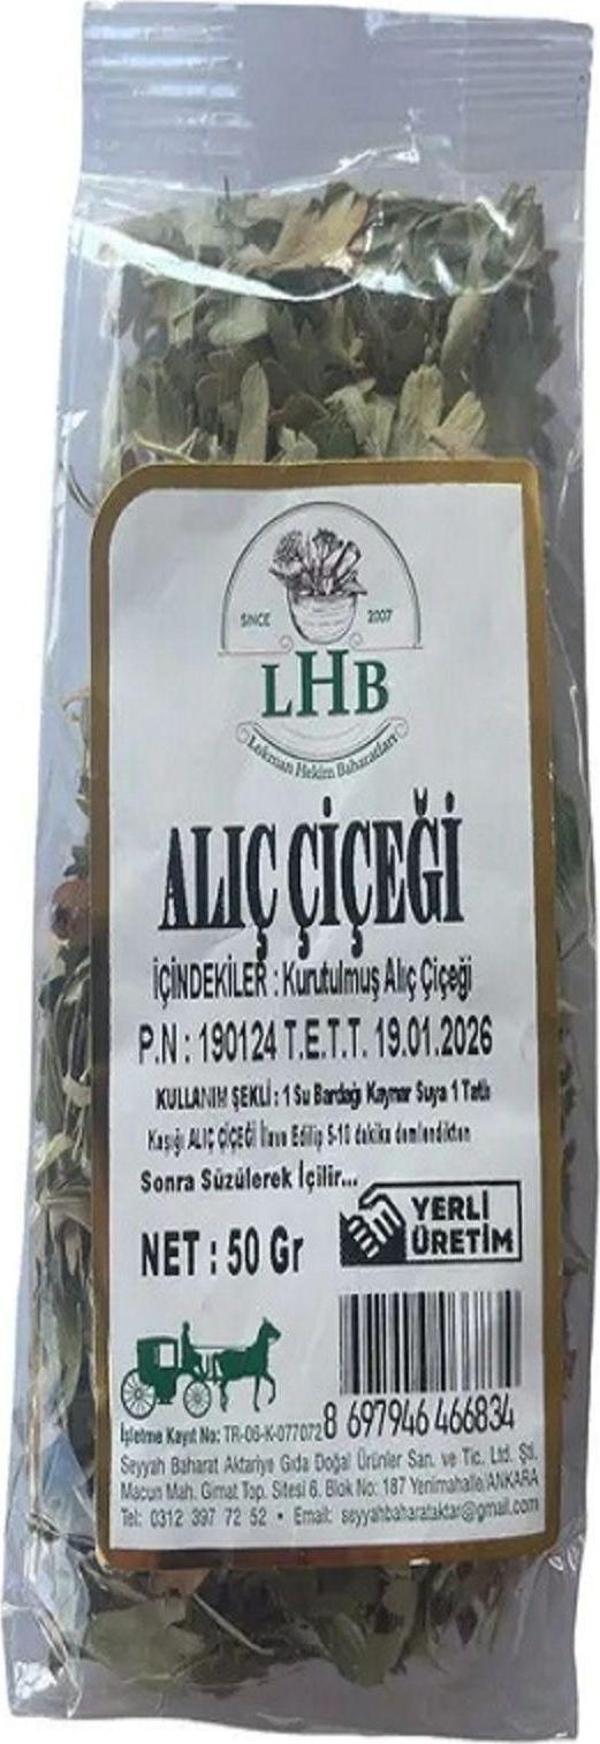 SINCE 2007
LHB
Lokman Hekim Baharatları
ALIÇ ÇİÇEĞİ
İÇİNDEKİLER : Kurutulmuş Alıç Çiçeği
P.N : 190124 T.E.T.T. 19.01.2026
KULLANIM ŞEKLİ : 1 Su Bardağı Kaynar Suya 1 Tatlı
Kaşığı ALIÇ ÇİÇEĞİ İlave Edilip 5-10 dakika demlendikten
Sonra Süzülerek İçilir...
YERLİ
ÜRETİM
NET : 50 Gr
8 697946 466834
İşletme Kayıt No: TR-06-K-077072
Seyyah Baharat Aktariye Gıda Doğal Ürünler San. ve Tic. Ltd. Şti.
Macun Mah. Gimat Top. Sitesi 6. Blok No: 187 Yenimahalle/ANKARA
Tel: 0312 397 72 52 • Email: seyyahbaharataktar@gmail.com